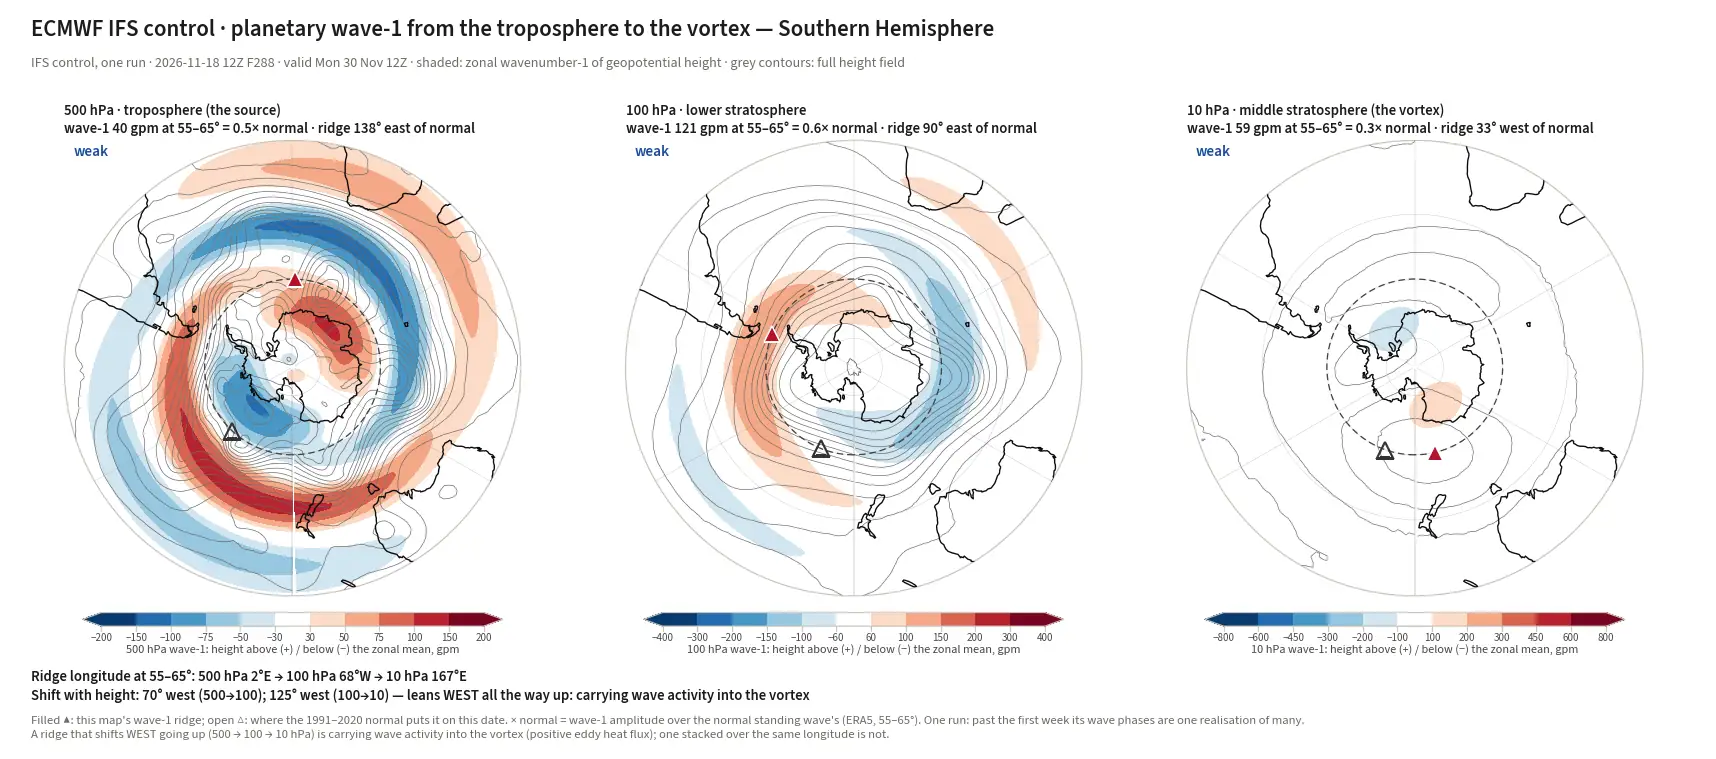 ECMWF IFS control · planetary wave-1 from the troposphere to the vortex — Southern Hemisphere
IFS control, one run · 2026-11-18 12Z F288 · valid Mon 30 Nov 12Z · shaded: zonal wavenumber-1 of geopotential height · grey contours: full height field
500 hPa · troposphere (the source)
wave-1 40 gpm at 55–65° = 0.5× normal · ridge 138° east of normal
weak
100 hPa · lower stratosphere
wave-1 121 gpm at 55–65° = 0.6× normal · ridge 90° east of normal
weak
10 hPa · middle stratosphere (the vortex)
wave-1 59 gpm at 55–65° = 0.3× normal · ridge 33° west of normal
weak
−200 −150 −100 −75 −50 −30 30 50 75 100 150 200
500 hPa wave-1: height above (+) / below (−) the zonal mean, gpm
−400 −300 −200 −150 −100 −60 60 100 150 200 300 400
100 hPa wave-1: height above (+) / below (−) the zonal mean, gpm
−800 −600 −450 −300 −200 −100 100 200 300 450 600 800
10 hPa wave-1: height above (+) / below (−) the zonal mean, gpm
Ridge longitude at 55–65°: 500 hPa 2°E → 100 hPa 68°W → 10 hPa 167°E
Shift with height: 70° west (500→100); 125° west (100→10) — leans WEST all the way up: carrying wave activity into the vortex
Filled ▲: this map's wave-1 ridge; open △: where the 1991–2020 normal puts it on this date. × normal = wave-1 amplitude over the normal standing wave's (ERA5, 55–65°). One run: past the first week its wave phases are one realisation of many.
A ridge that shifts WEST going up (500 → 100 → 10 hPa) is carrying wave activity into the vortex (positive eddy heat flux); one stacked over the same longitude is not.